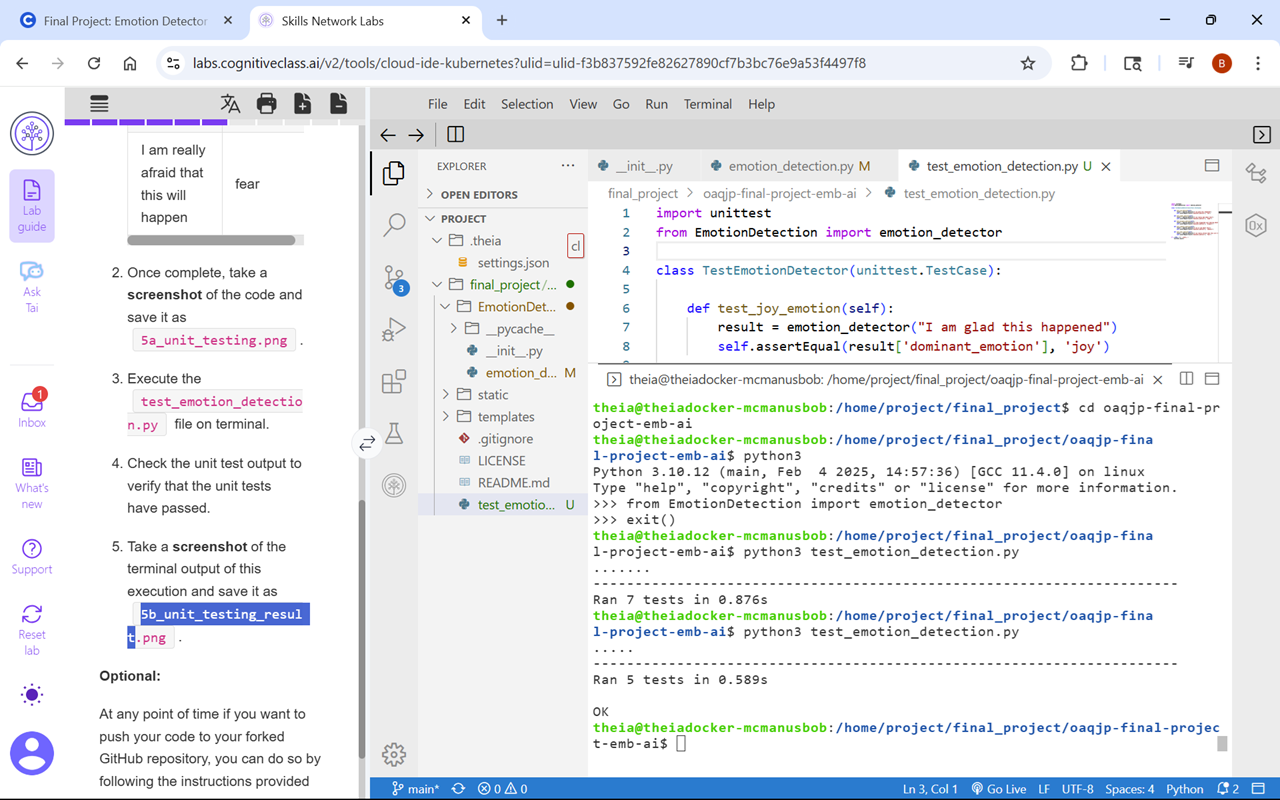 Final Project: Emotion Detector
Skills Network Labs
labs.cognitiveclass.ai/v2/tools/cloud-ide-kubernetes?ulid=ulid-f3b837592fe82627890cf7b3bc76e9a53f4497f8
B
Lab guide
Ask Tai
1
Inbox
What's new
Support
Reset lab
I am really
afraid that
this will
happen
fear
2. Once complete, take a
screenshot of the code and
save it as
5a_unit_testing.png .
3. Execute the
test_emotion_detectio
n.py file on terminal.
4. Check the unit test output to
verify that the unit tests
have passed.
5. Take a screenshot of the
terminal output of this
execution and save it as
5b_unit_testing_resul
t.png .
Optional:
At any point of time if you want to
push your code to your forked
GitHub repository, you can do so by
following the instructions provided
File Edit Selection View Go Run Terminal Help
3
EXPLORER ...
OPEN EDITORS
PROJECT
.theia
settings.json
cl
final_project/...
EmotionDet...
__pycache__
__init__.py
emotion_d... M
static
templates
.gitignore
LICENSE
README.md
test_emotio... U
__init__.py
emotion_detection.py M
test_emotion_detection.py U
final_project > oaqjp-final-project-emb-ai > test_emotion_detection.py
1 import unittest
2 from EmotionDetection import emotion_detector
3
4 class TestEmotionDetector(unittest.TestCase):
5
6 def test_joy_emotion(self):
7 result = emotion_detector("I am glad this happened")
8 self.assertEqual(result['dominant_emotion'], 'joy')
0x
theia@theiadocker-mcmanusbob: /home/project/final_project/oaqjp-final-project-emb-ai
theia@theiadocker-mcmanusbob:/home/project/final_project$ cd oaqjp-final-pr
oject-emb-ai
theia@theiadocker-mcmanusbob:/home/project/final_project/oaqjp-fina
l-project-emb-ai$ python3
Python 3.10.12 (main, Feb  4 2025, 14:57:36) [GCC 11.4.0] on linux
Type "help", "copyright", "credits" or "license" for more information.
>>> from EmotionDetection import emotion_detector
>>> exit()
theia@theiadocker-mcmanusbob:/home/project/final_project/oaqjp-fina
l-project-emb-ai$ python3 test_emotion_detection.py
.......
----------------------------------------------------------------------
Ran 7 tests in 0.876s
theia@theiadocker-mcmanusbob:/home/project/final_project/oaqjp-fina
l-project-emb-ai$ python3 test_emotion_detection.py
.....
----------------------------------------------------------------------
Ran 5 tests in 0.589s
OK
theia@theiadocker-mcmanusbob:/home/project/final_project/oaqjp-final-projec
t-emb-ai$
main* 0 0 Ln 3, Col 1 Go Live LF UTF-8 Spaces: 4 Python 2